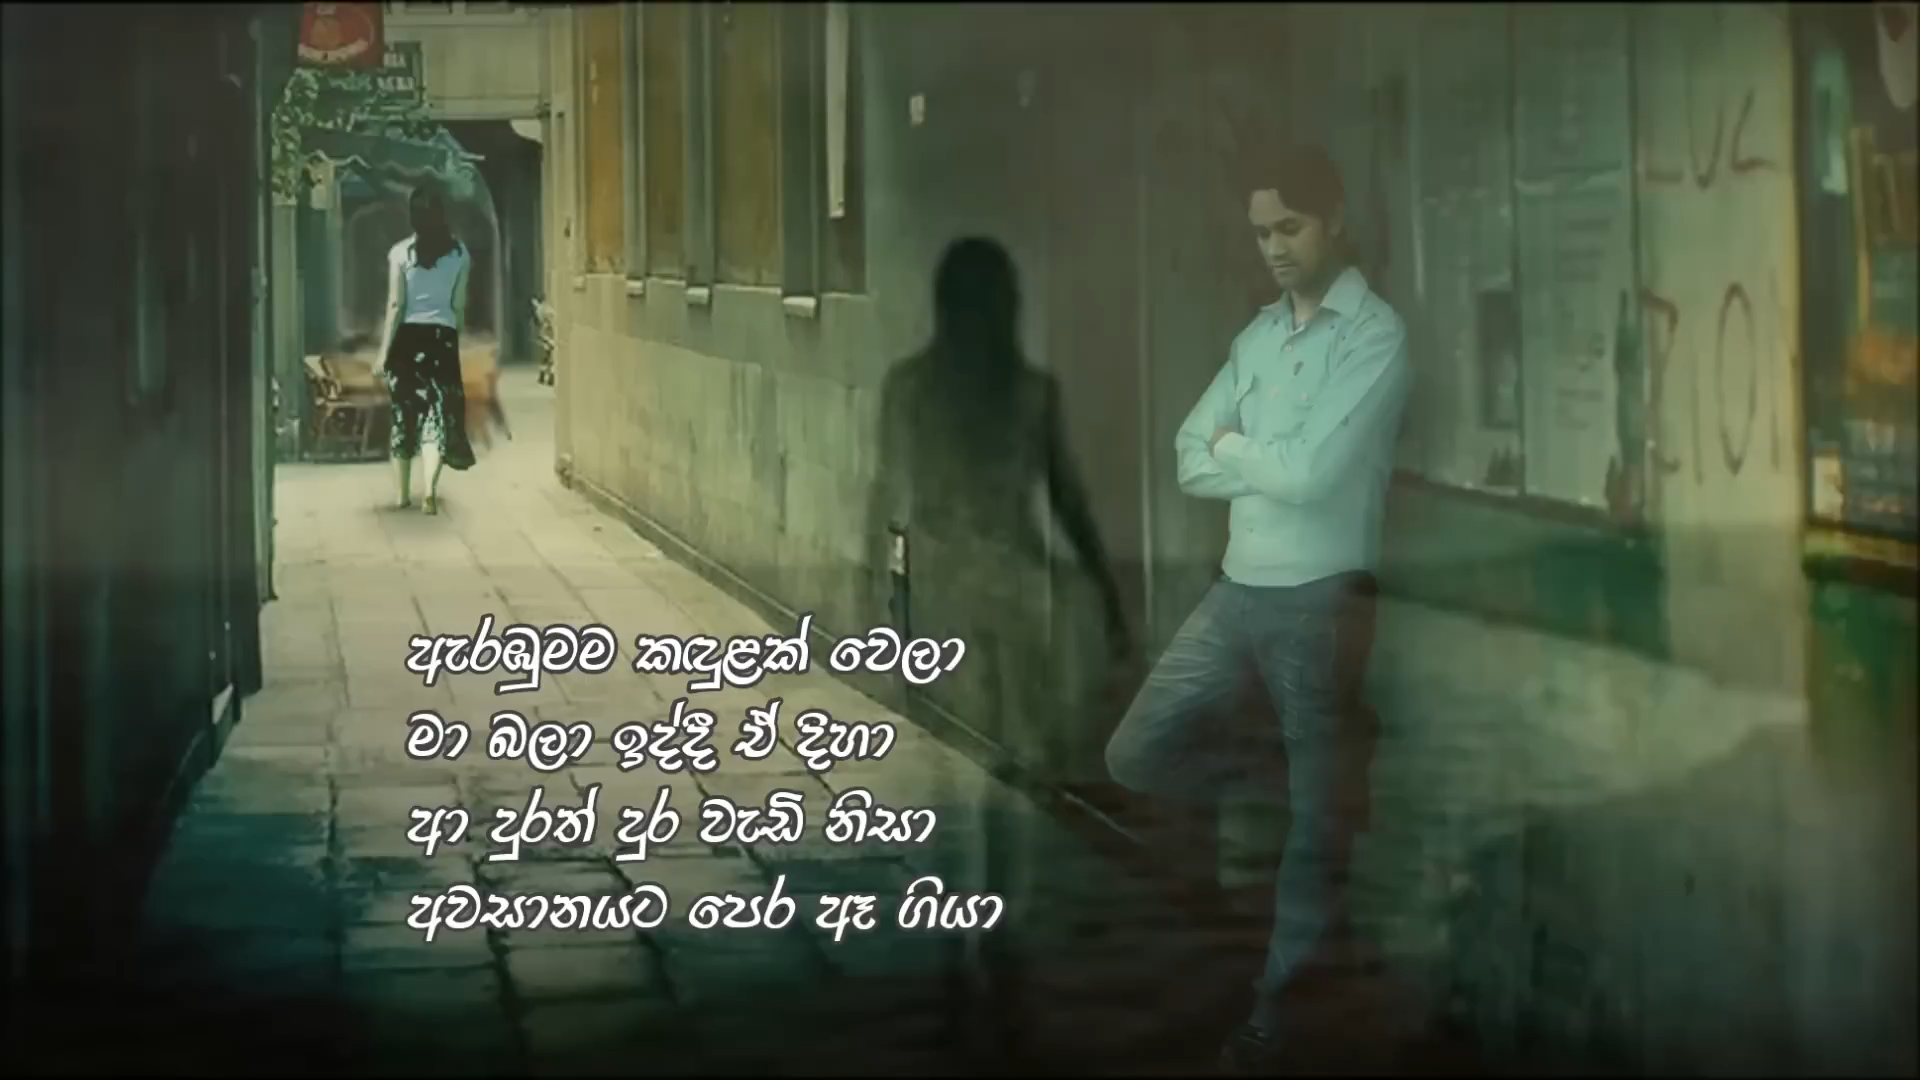 ඇරඹුමම කඳුළක් වෙලා
මා බලා ඉද්දී ඒ දිහා
ආ දුරත් දුර වැඩි නිසා
අවසානයට පෙර ඈ ගියා